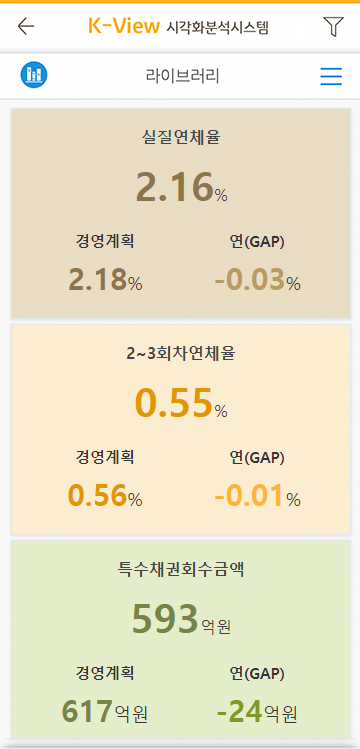 K-View 시각화분석시스템
라이브러리
실질연체율
2.16%
경영계획 연(GAP)
2.18% -0.03%
2~3회차연체율
0.55%
경영계획 연(GAP)
0.56% -0.01%
특수채권회수금액
593억원
경영계획 연(GAP)
617억원 -24억원